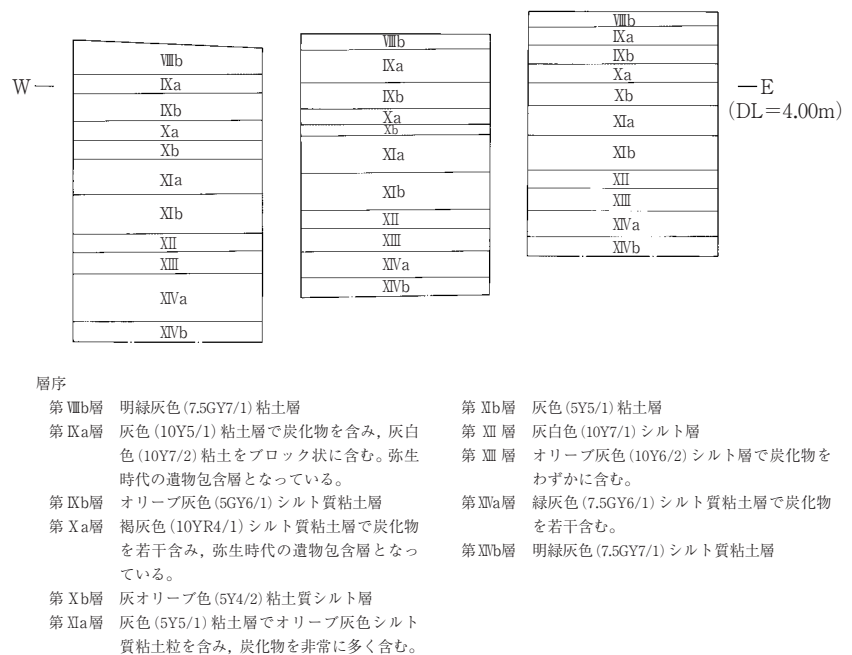 W
Ⅷb
Ⅸa
Ⅸb
Ⅹa
Ⅹb
Ⅺa
Ⅺb
Ⅻ
XIII
XIVa
XIVb
Ⅷb
Ⅸa
Ⅸb
Ⅹa
Ⅹb
Ⅺa
Ⅺb
Ⅻ
XIII
XIVa
XIVb
Ⅷb
Ⅸa
Ⅸb
Ⅹa
Ⅹb
Ⅺa
Ⅺb
Ⅻ
XIII
XIVa
XIVb
E
(DL=4.00m)
層序
第Ⅷb層 明緑灰色(7.5GY7/1)粘土層
第Ⅸa層 灰色(10Y5/1)粘土層で炭化物を含み,灰白
色(10Y7/2)粘土をブロック状に含む。弥生
時代の遺物包含層となっている。
第Ⅸb層 オリーブ灰色(5GY6/1)シルト質粘土層
第Ⅹa層 褐灰色(10YR4/1)シルト質粘土層で炭化物
を若干含み,弥生時代の遺物包含層となっ
ている。
第Ⅹb層 灰オリーブ色(5Y4/2)粘土質シルト層
第Ⅺa層 灰色(5Y5/1)粘土層でオリーブ灰色シルト
質粘土粒を含み,炭化物を非常に多く含む。
第Ⅺb層 灰色(5Y5/1)粘土層
第Ⅻ層 灰白色(10Y7/1)シルト層
第XIII層 オリーブ灰色(10Y6/2)シルト層で炭化物を
わずかに含む。
第XIVa層 緑灰色(7.5GY6/1)シルト質粘土層で炭化物
を若干含む。
第XIVb層 明緑灰色(7.5GY7/1)シルト質粘土層